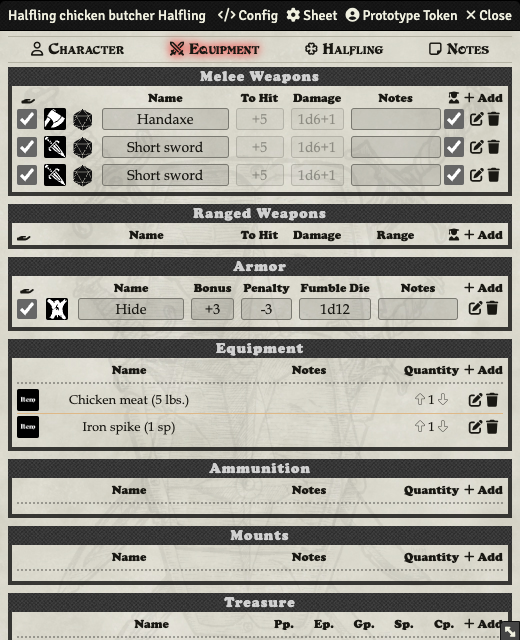 Halfling chicken butcher Halfling </> Config Sheet Prototype Token × Close
Character Equipment Halfling Notes
Melee Weapons
Name To Hit Damage Notes + Add
Handaxe +5 1d6+1
Short sword +5 1d6+1
Short sword +5 1d6+1
Ranged Weapons
Name To Hit Damage Range + Add
Armor
Name Bonus Penalty Fumble Die Notes + Add
Hide +3 -3 1d12
Equipment
Name Notes Quantity + Add
Item Chicken meat (5 lbs.) 1
Item Iron spike (1 sp) 1
Ammunition
Name Notes Quantity + Add
Mounts
Name Notes Quantity + Add
Treasure
Name Pp. Ep. Gp. Sp. Cp. + Add